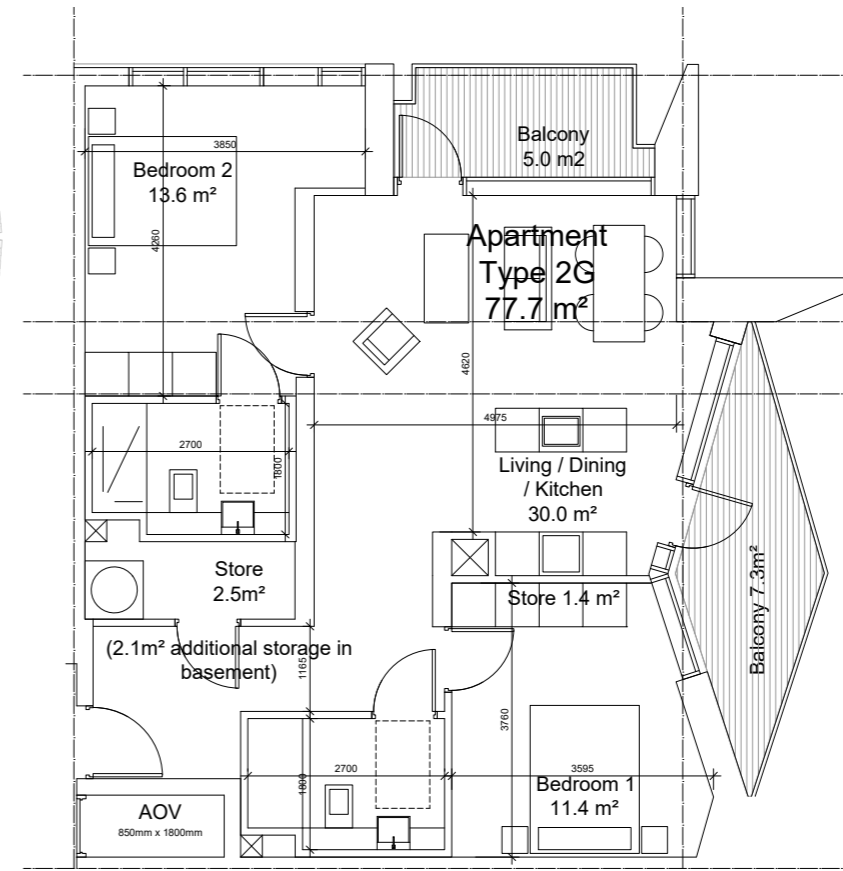 Balcony
5.0 m2
3850
Bedroom 2
13.6 m²
4260
Apartment
Type 2G
77.7 m²
4620
4975
2700
1800
Living / Dining
/ Kitchen
30.0 m²
Store
2.5m²
Store 1.4 m²
Balcony 7.3m²
(2.1m² additional storage in
basement)
1165
3760
2700
3595
1800
Bedroom 1
11.4 m²
AOV
850mm x 1800mm